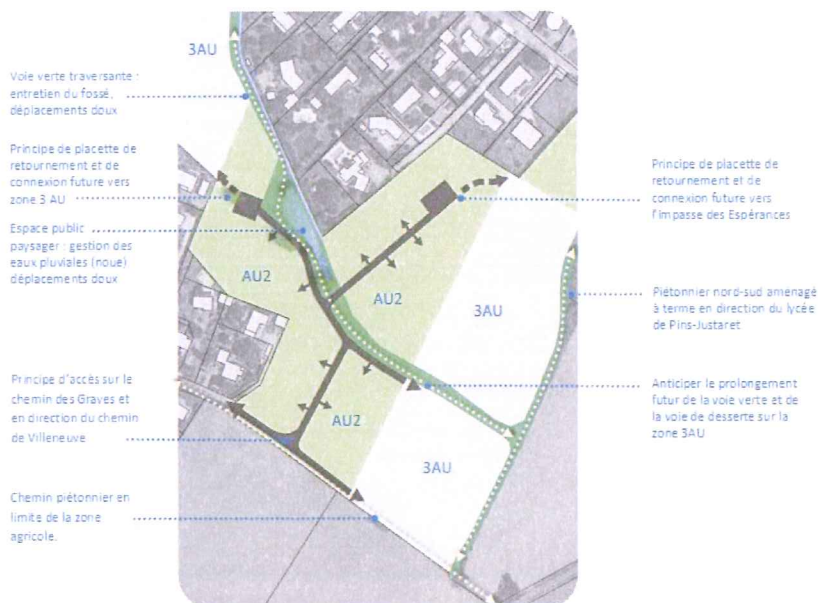 3AU
Voie verte traversante :
entretien du fossé,
déplacements doux
Principe de placette de
retournement et de
connexion future vers
zone 3 AU
Espace public
paysager : gestion des
eaux pluviales (noue)
déplacements doux
Principe d'accès sur le
chemin des Graves et
en direction du chemin
de Villeneuve
Chemin piétonnier en
limite de la zone
agricole.
AU2
AU2
AU2
3AU
3AU
Principe de placette de
retournement et de
connexion future vers
l'impasse des Espérances
Piétonnier nord-sud aménagé
à terme en direction du lycée
de Pins-Justaret
Anticiper le prolongement
futur de la voie verte et de
la voie de desserte sur la
zone 3AU